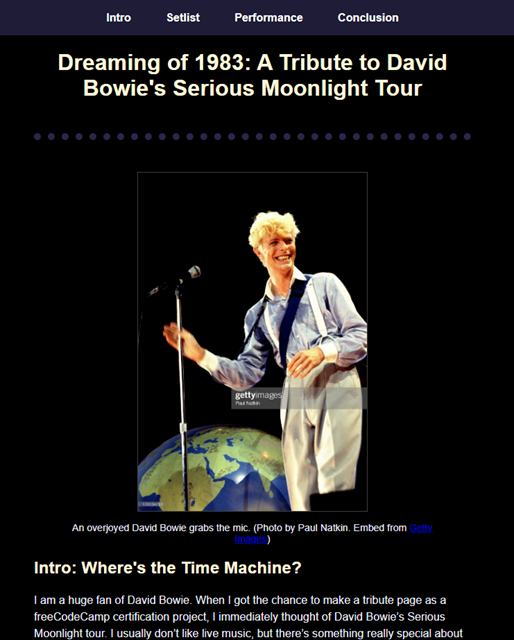 Intro Setlist Performance Conclusion
Dreaming of 1983: A Tribute to David
Bowie's Serious Moonlight Tour
gettyimages
Paul Natkin
An overjoyed David Bowie grabs the mic. (Photo by Paul Natkin. Embed from Getty
Images)
Intro: Where's the Time Machine?
I am a huge fan of David Bowie. When I got the chance to make a tribute page as a
freeCodeCamp certification project, I immediately thought of David Bowie's Serious
Moonlight tour. I usually don't like live music, but there's something really special about